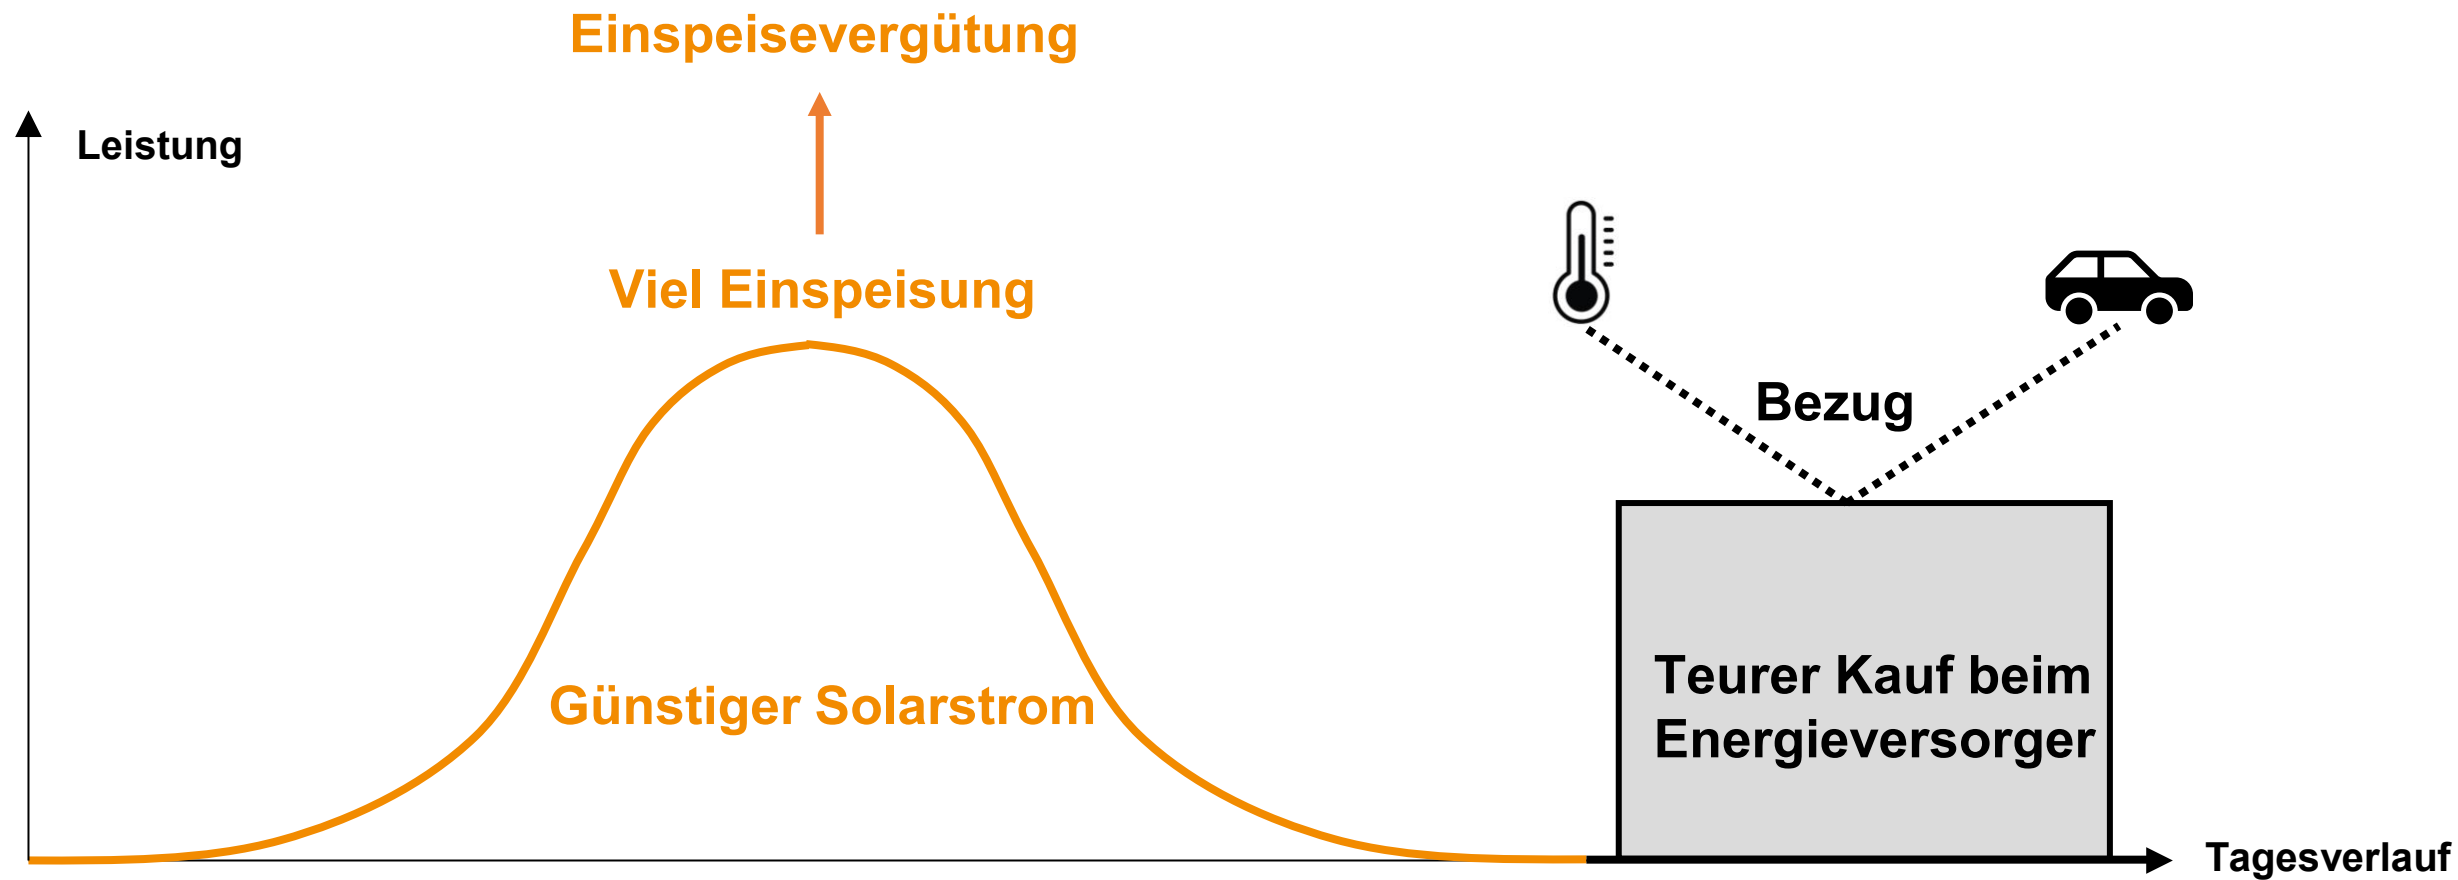 Einspeisevergütung
Leistung
Viel Einspeisung
Bezug
Günstiger Solarstrom
Teurer Kauf beim
Energieversorger
Tagesverlauf